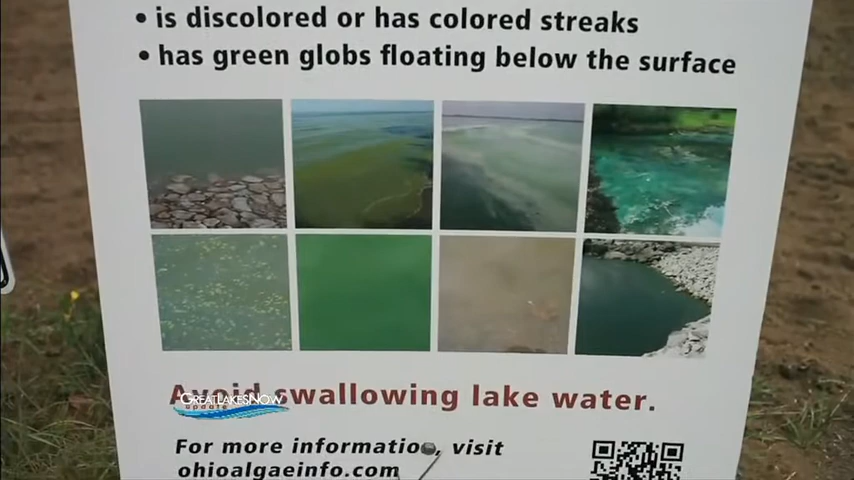 • is discolored or has colored streaks
• has green globs floating below the surface
Avoid swallowing lake water.
GREATLAKESNOW
update
For more information, visit
ohioalgaeinfo.com